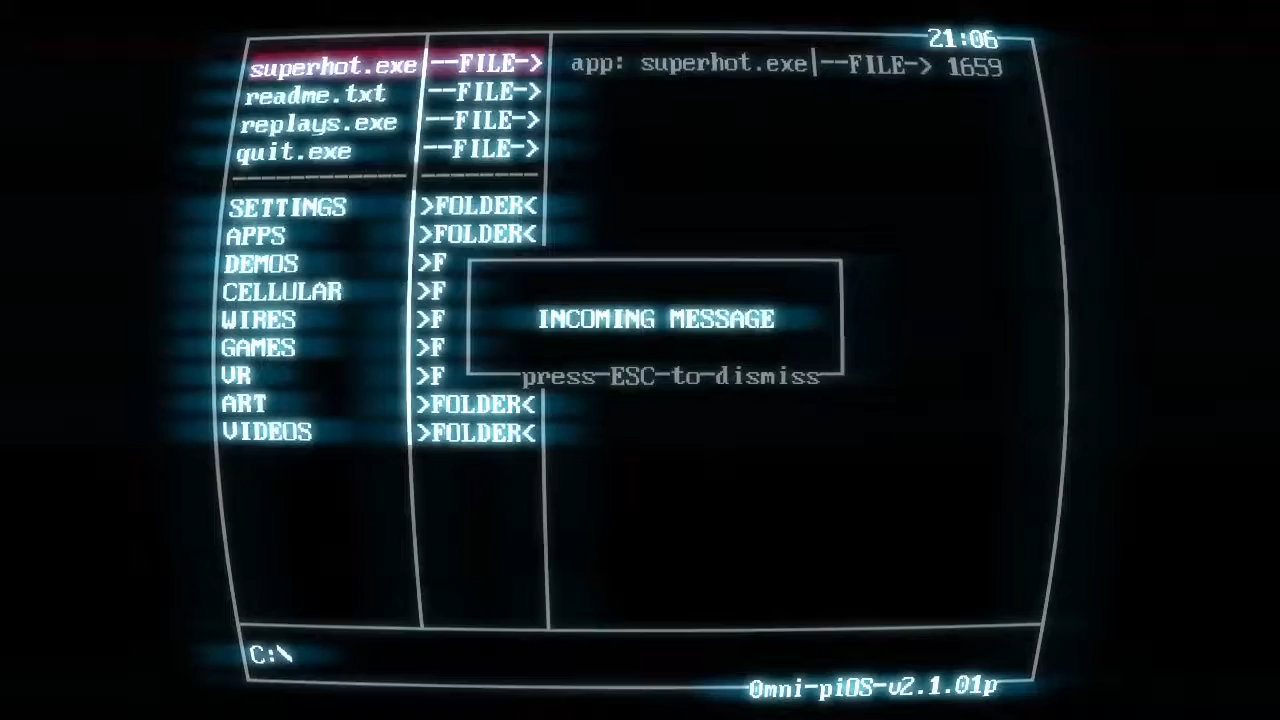 21:06
superhot.exe --FILE-> app: superhot.exe|--FILE-> 1659
readme.txt --FILE->
replays.exe --FILE->
quit.exe --FILE->
SETTINGS >FOLDER<
APPS >FOLDER<
DEMOS >F
CELLULAR >F
WIRES >F
INCOMING MESSAGE
GAMES >F
VR >F
press-ESC-to-dismiss
ART >FOLDER<
VIDEOS >FOLDER<
C:\
Omni-piOS-v2.1.01p